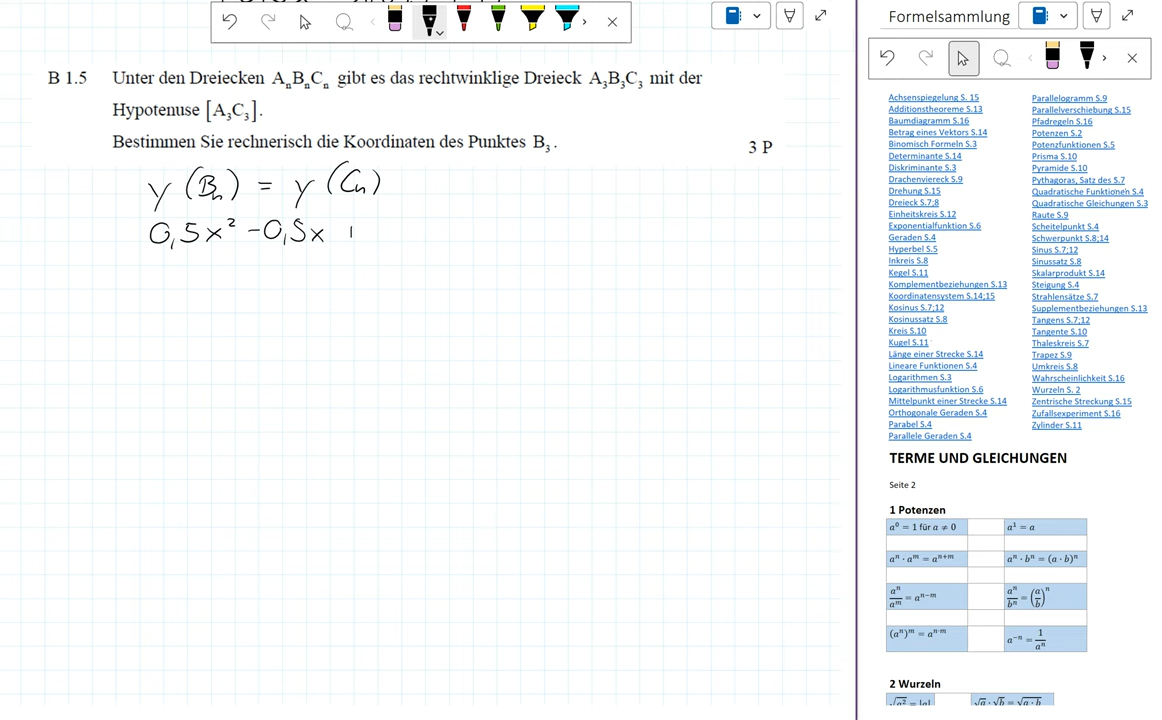 Formelsammlung
B 1.5 Unter den Dreiecken AₙBₙCₙ gibt es das rechtwinklige Dreieck A₃B₃C₃ mit der
Hypotenuse [A₃C₃].
Bestimmen Sie rechnerisch die Koordinaten des Punktes B₃.
3 P
y (Bₙ) = y (Cₙ)
0,5x² -0,5x
Achsenspiegelung S. 15
Additionstheoreme S.13
Baumdiagramm S.16
Betrag eines Vektors S.14
Binomisch Formeln S.3
Determinante S.14
Diskriminante S.3
Drachenviereck S.9
Drehung S.15
Dreieck S.7;8
Einheitskreis S.12
Exponentialfunktion S.6
Geraden S.4
Hyperbel S.5
Inkreis S.8
Kegel S.11
Komplementbeziehungen S.13
Koordinatensystem S.14;15
Kosinus S.7;12
Kosinussatz S.8
Kreis S.10
Kugel S.11
Länge einer Strecke S.14
Lineare Funktionen S.4
Logarithmen S.3
Logarithmusfunktion S.6
Mittelpunkt einer Strecke S.14
Orthogonale Geraden S.4
Parabel S.4
Parallele Geraden S.4
Parallelogramm S.9
Parallelverschiebung S.15
Pfadregeln S.16
Potenzen S.2
Potenzfunktionen S.5
Prisma S.10
Pyramide S.10
Pythagoras, Satz des S.7
Quadratische Funktionen S.4
Quadratische Gleichungen S.3
Raute S.9
Scheitelpunkt S.4
Schwerpunkt S.8;14
Sinus S.7;12
Sinussatz S.8
Skalarprodukt S.14
Steigung S.4
Strahlensätze S.7
Supplementbeziehungen S.13
Tangens S.7;12
Tangente S.10
Thaleskreis S.7
Trapez S.9
Umkreis S.8
Wahrscheinlichkeit S.16
Wurzeln S. 2
Zentrische Streckung S.15
Zufallsexperiment S.16
Zylinder S.11
TERME UND GLEICHUNGEN
Seite 2
1 Potenzen
a⁰ = 1 für a ≠ 0
a¹ = a
aⁿ · aᵐ = aⁿ⁺ᵐ
aⁿ · bⁿ = (a · b)ⁿ
aⁿ/aᵐ = aⁿ⁻ᵐ
aⁿ/bⁿ = (a/b)ⁿ
(aⁿ)ᵐ = aⁿ·ᵐ
a⁻ⁿ = 1/aⁿ
2 Wurzeln
√a² = |a|
√a · √b = √a · b